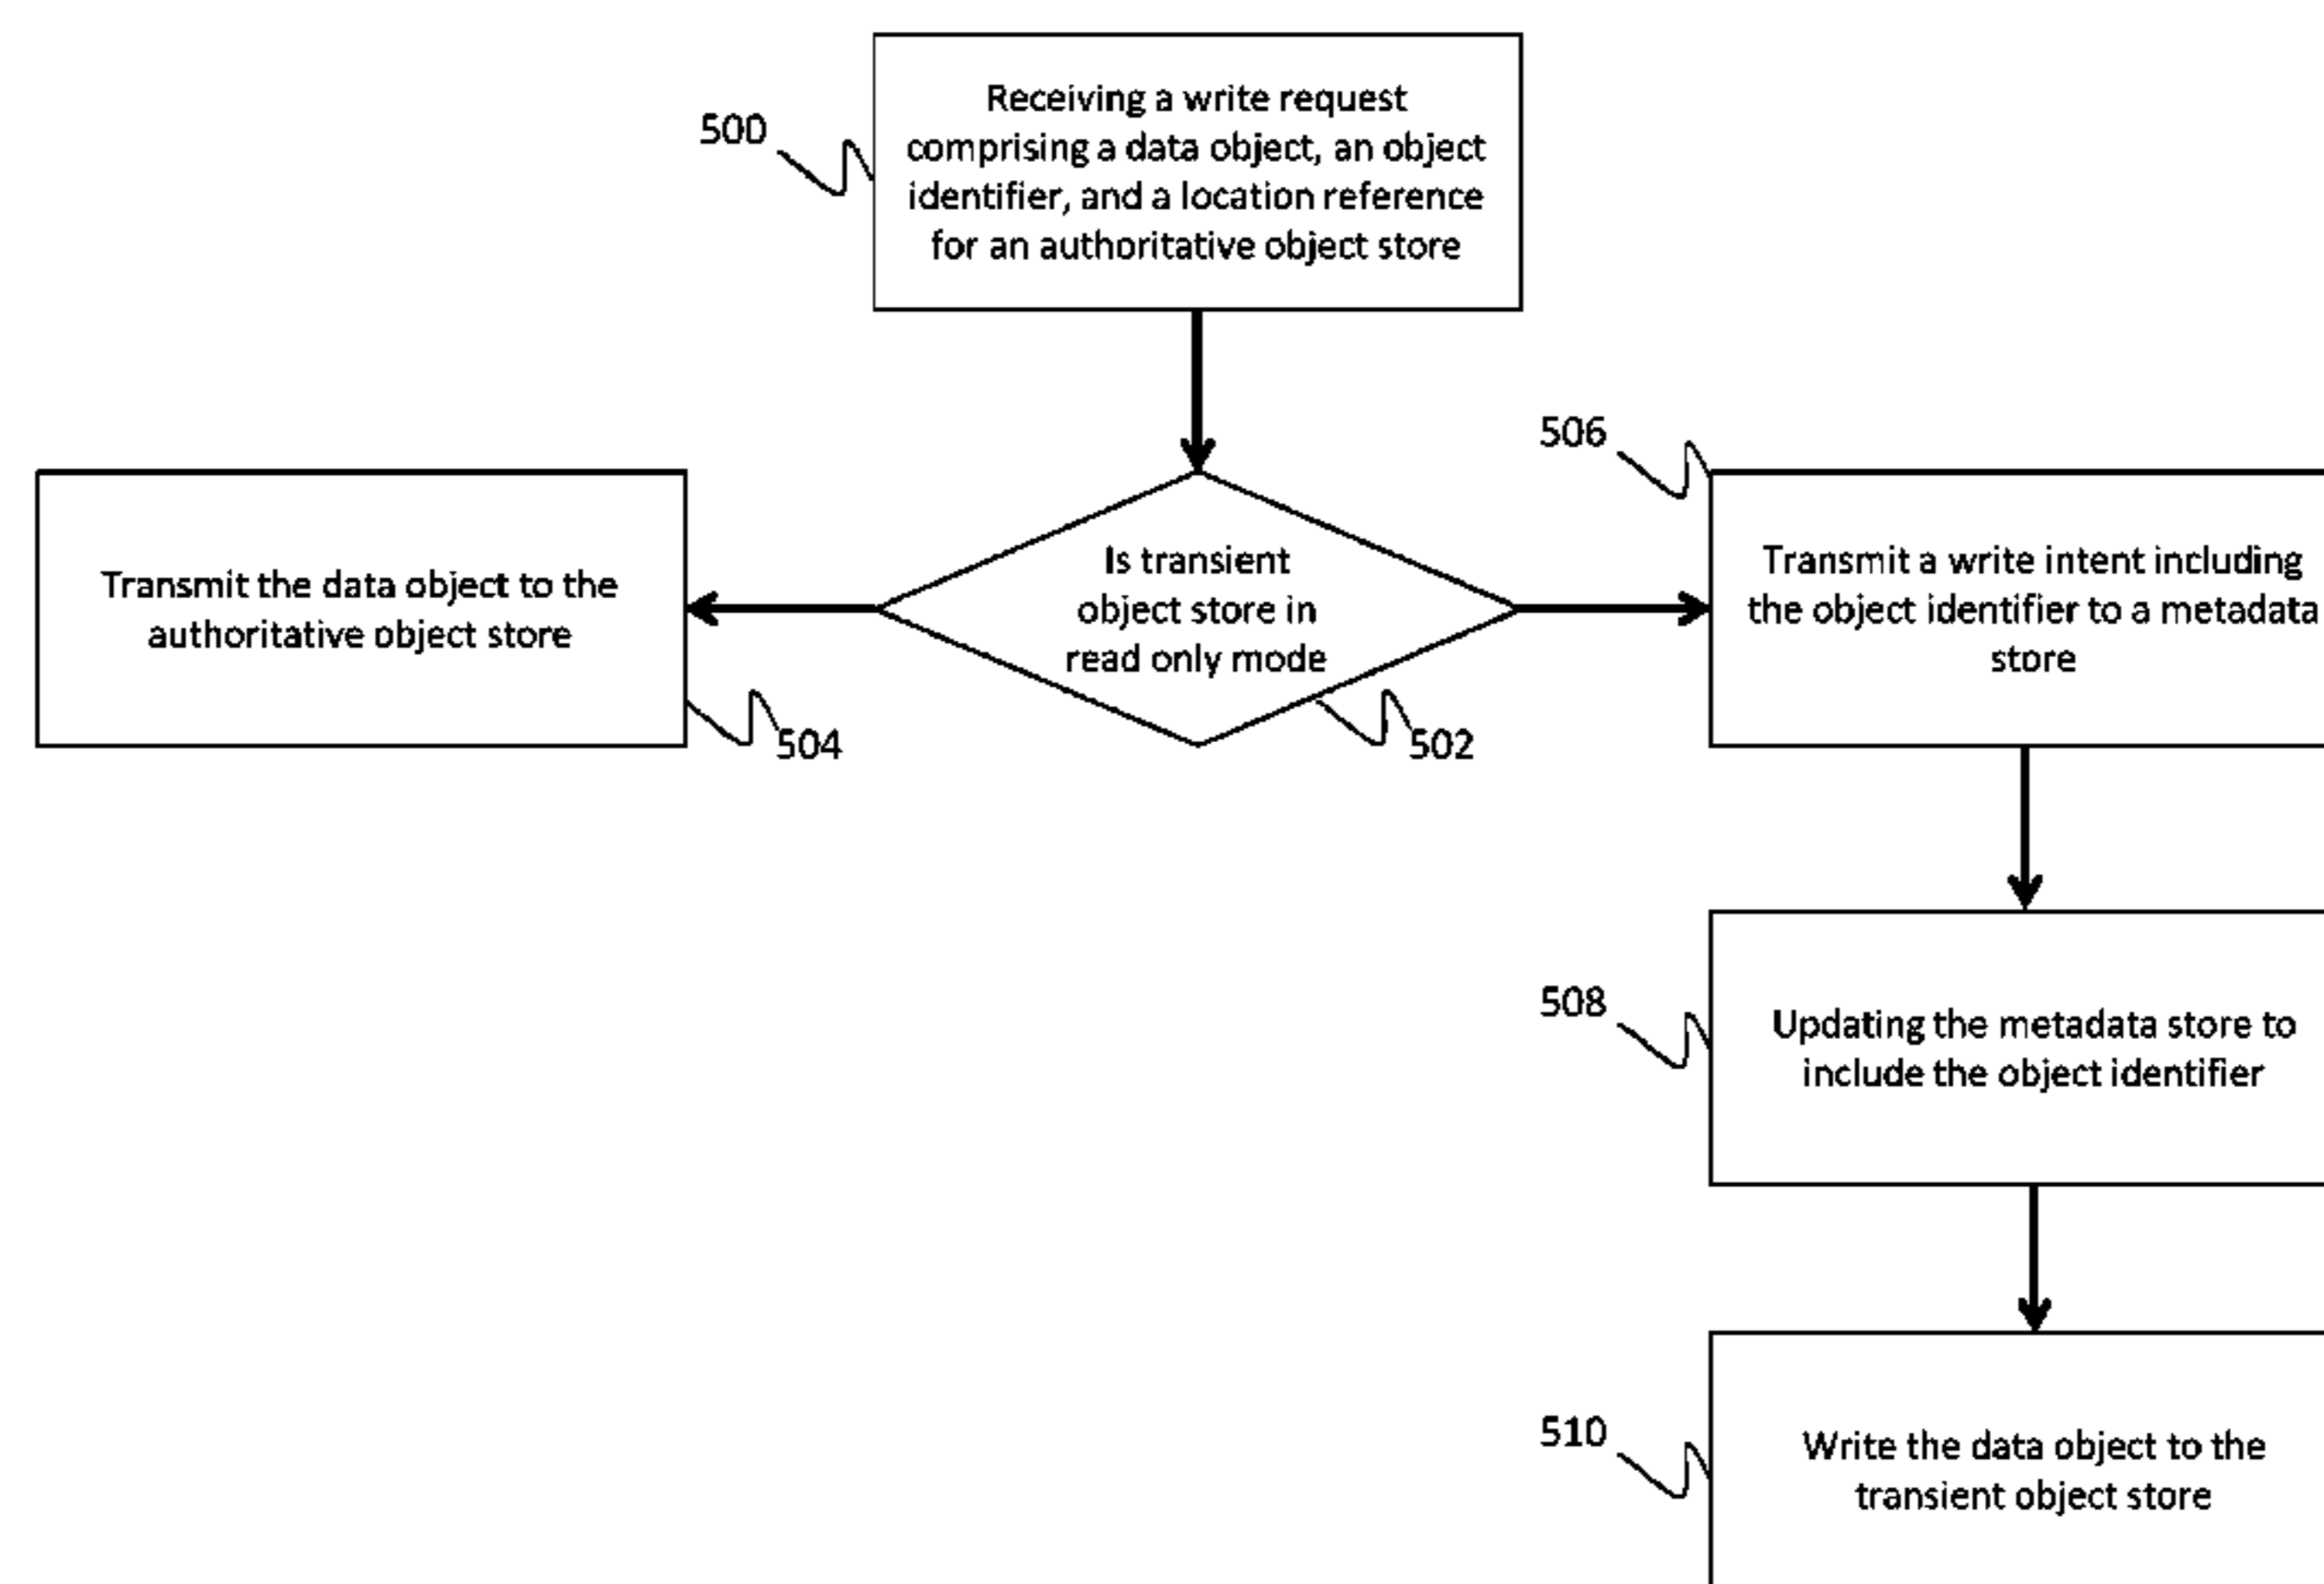 500
Receiving a write request
comprising a data object, an object
identifier, and a location reference
for an authoritative object store
506
Transmit the data object to the
authoritative object store
504
Is transient
object store in
read only mode
502
Transmit a write intent including
the object identifier to a metadata
store
508
Updating the metadata store to
include the object identifier
510
Write the data object to the
transient object store